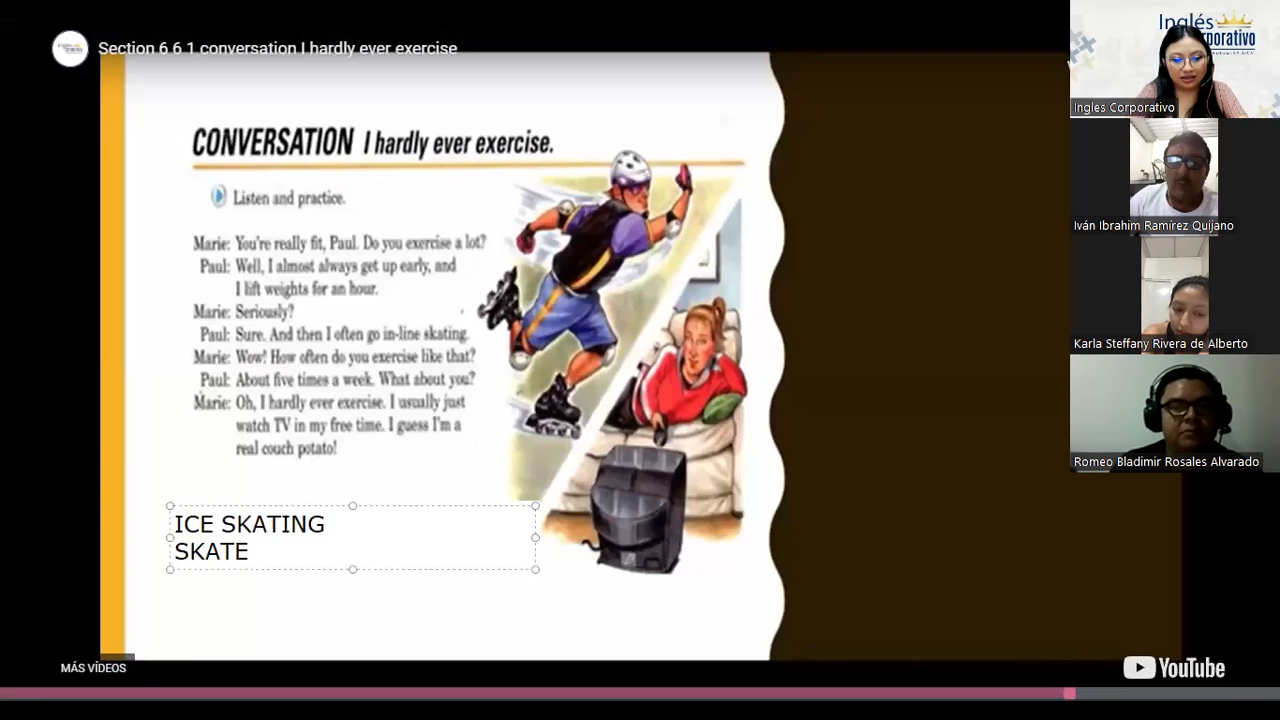 Section 6 6 1 conversation I hardly ever exercise
CONVERSATION I hardly ever exercise.
Listen and practice.
Marie: You're really fit, Paul. Do you exercise a lot?
Paul: Well, I almost always get up early, and
I lift weights for an hour.
Marie: Seriously?
Paul: Sure. And then I often go in-line skating.
Marie: Wow! How often do you exercise like that?
Paul: About five times a week. What about you?
Marie: Oh, I hardly ever exercise. I usually just
watch TV in my free time. I guess I'm a
real couch potato!
ICE SKATING
SKATE
MÁS VÍDEOS
YouTube
Inglés
Ingles Corporativo
Iván Ibrahim Ramírez Quijano
Karla Steffany Rivera de Alberto
Romeo Bladimir Rosales Alvarado